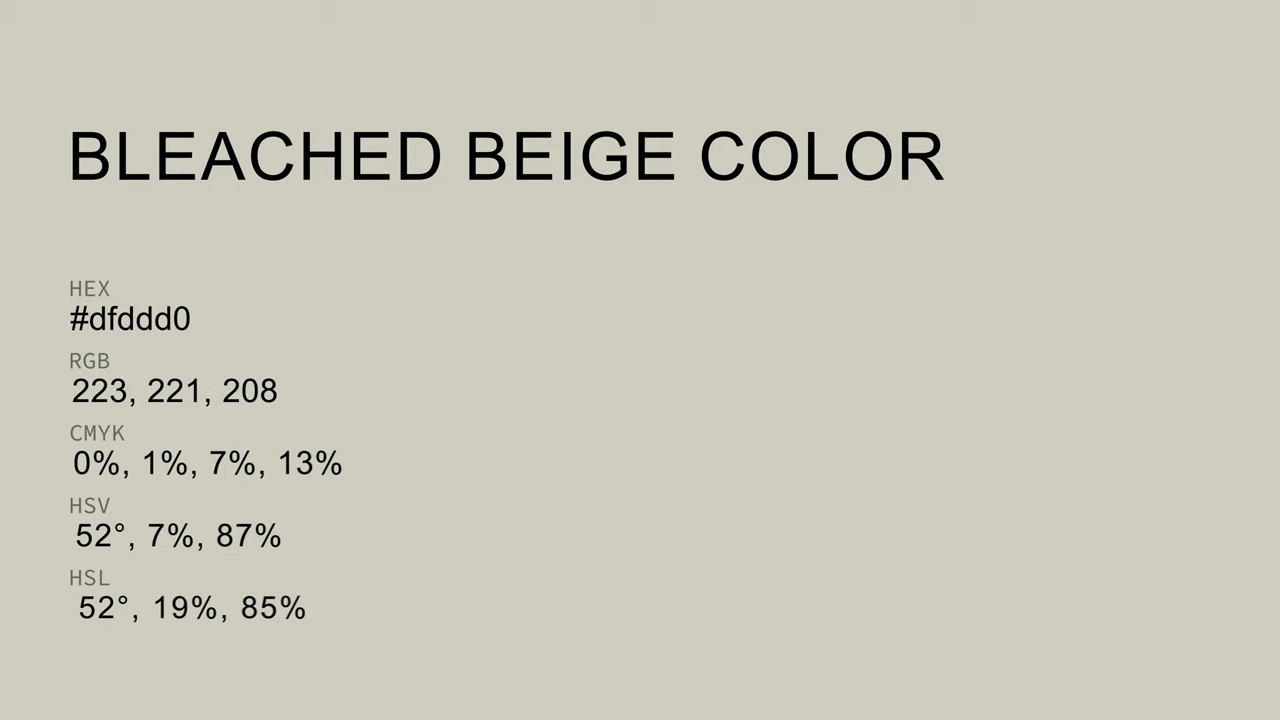 BLEACHED BEIGE COLOR
HEX
#dfddd0
RGB
223, 221, 208
CMYK
0%, 1%, 7%, 13%
HSV
52°, 7%, 87%
HSL
52°, 19%, 85%